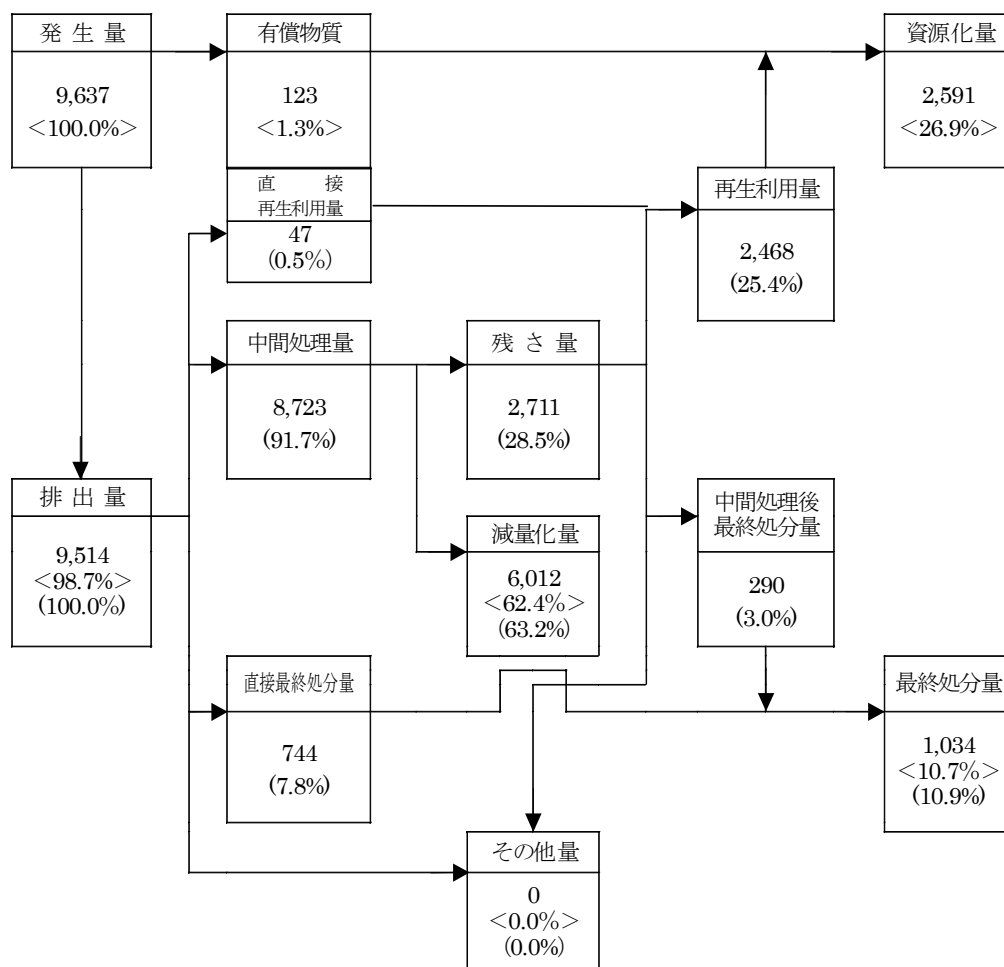 発 生 量
9,637
＜100.0%＞
有償物質
123
＜1.3%＞
資源化量
2,591
＜26.9%＞
直 接
再生利用量
47
(0.5%)
再生利用量
2,468
(25.4%)
中間処理量
8,723
(91.7%)
残 さ 量
2,711
(28.5%)
排 出 量
9,514
＜98.7%＞
(100.0%)
減量化量
6,012
＜62.4%＞
(63.2%)
中間処理後
最終処分量
290
(3.0%)
直接最終処分量
744
(7.8%)
最終処分量
1,034
＜10.7%＞
(10.9%)
その他量
0
＜0.0%＞
(0.0%)